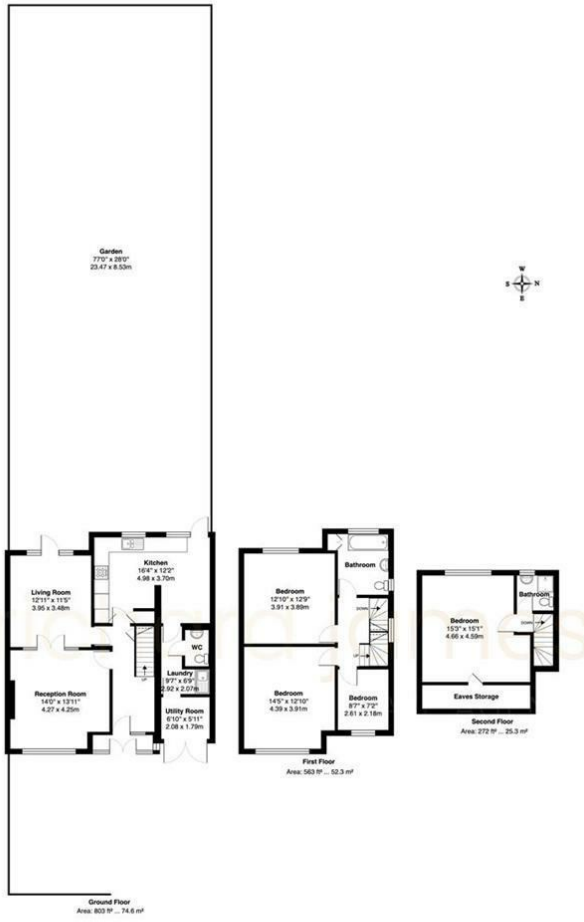 Garden
77'0" x 28'0"
23.47 x 8.53m
W
S
N
E
Kitchen
16'4" x 12'2"
4.98 x 3.70m
Living Room
12'11" x 11'5"
3.95 x 3.48m
WC
UP
Laundry
9'7" x 6'9"
2.92 x 2.07m
Reception Room
14'0" x 13'11"
4.27 x 4.25m
Utility Room
6'10" x 5'11"
2.08 x 1.79m
Ground Floor
Area: 803 ft² ... 74.6 m²
Bathroom
Bedroom
12'10" x 12'9"
3.91 x 3.89m
DOWN
UP
Bedroom
14'5" x 12'10"
4.39 x 3.91m
Bedroom
8'7" x 7'2"
2.61 x 2.18m
First Floor
Area: 563 ft² ... 52.3 m²
Bathroom
Bedroom
15'3" x 15'1"
4.66 x 4.59m
DOWN
Eaves Storage
Second Floor
Area: 272 ft² ... 25.3 m²
james